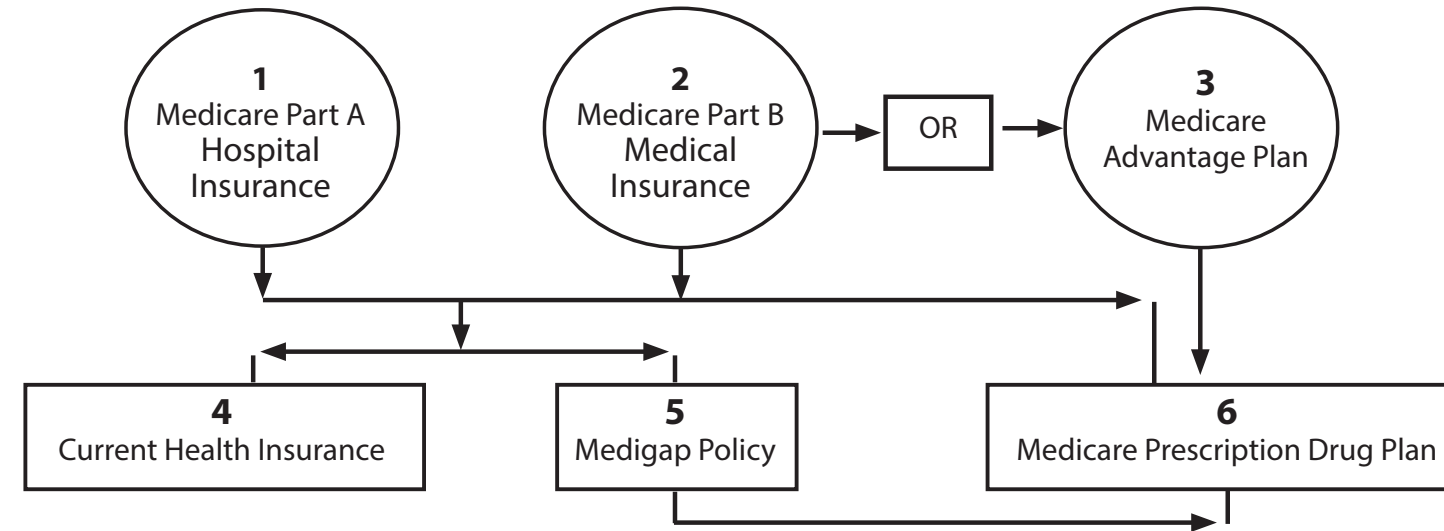 1
Medicare Part A
Hospital
Insurance
2
Medicare Part B
Medical
Insurance
OR
3
Medicare
Advantage Plan
4
Current Health Insurance
5
Medigap Policy
6
Medicare Prescription Drug Plan